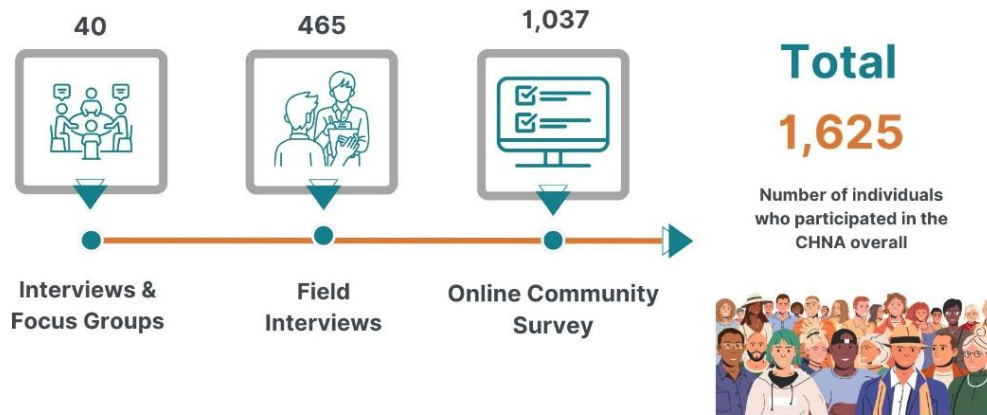 40
465
1,037
Interviews &
Focus Groups
Field
Interviews
Online Community
Survey
Total
1,625
Number of individuals
who participated in the
CHNA overall